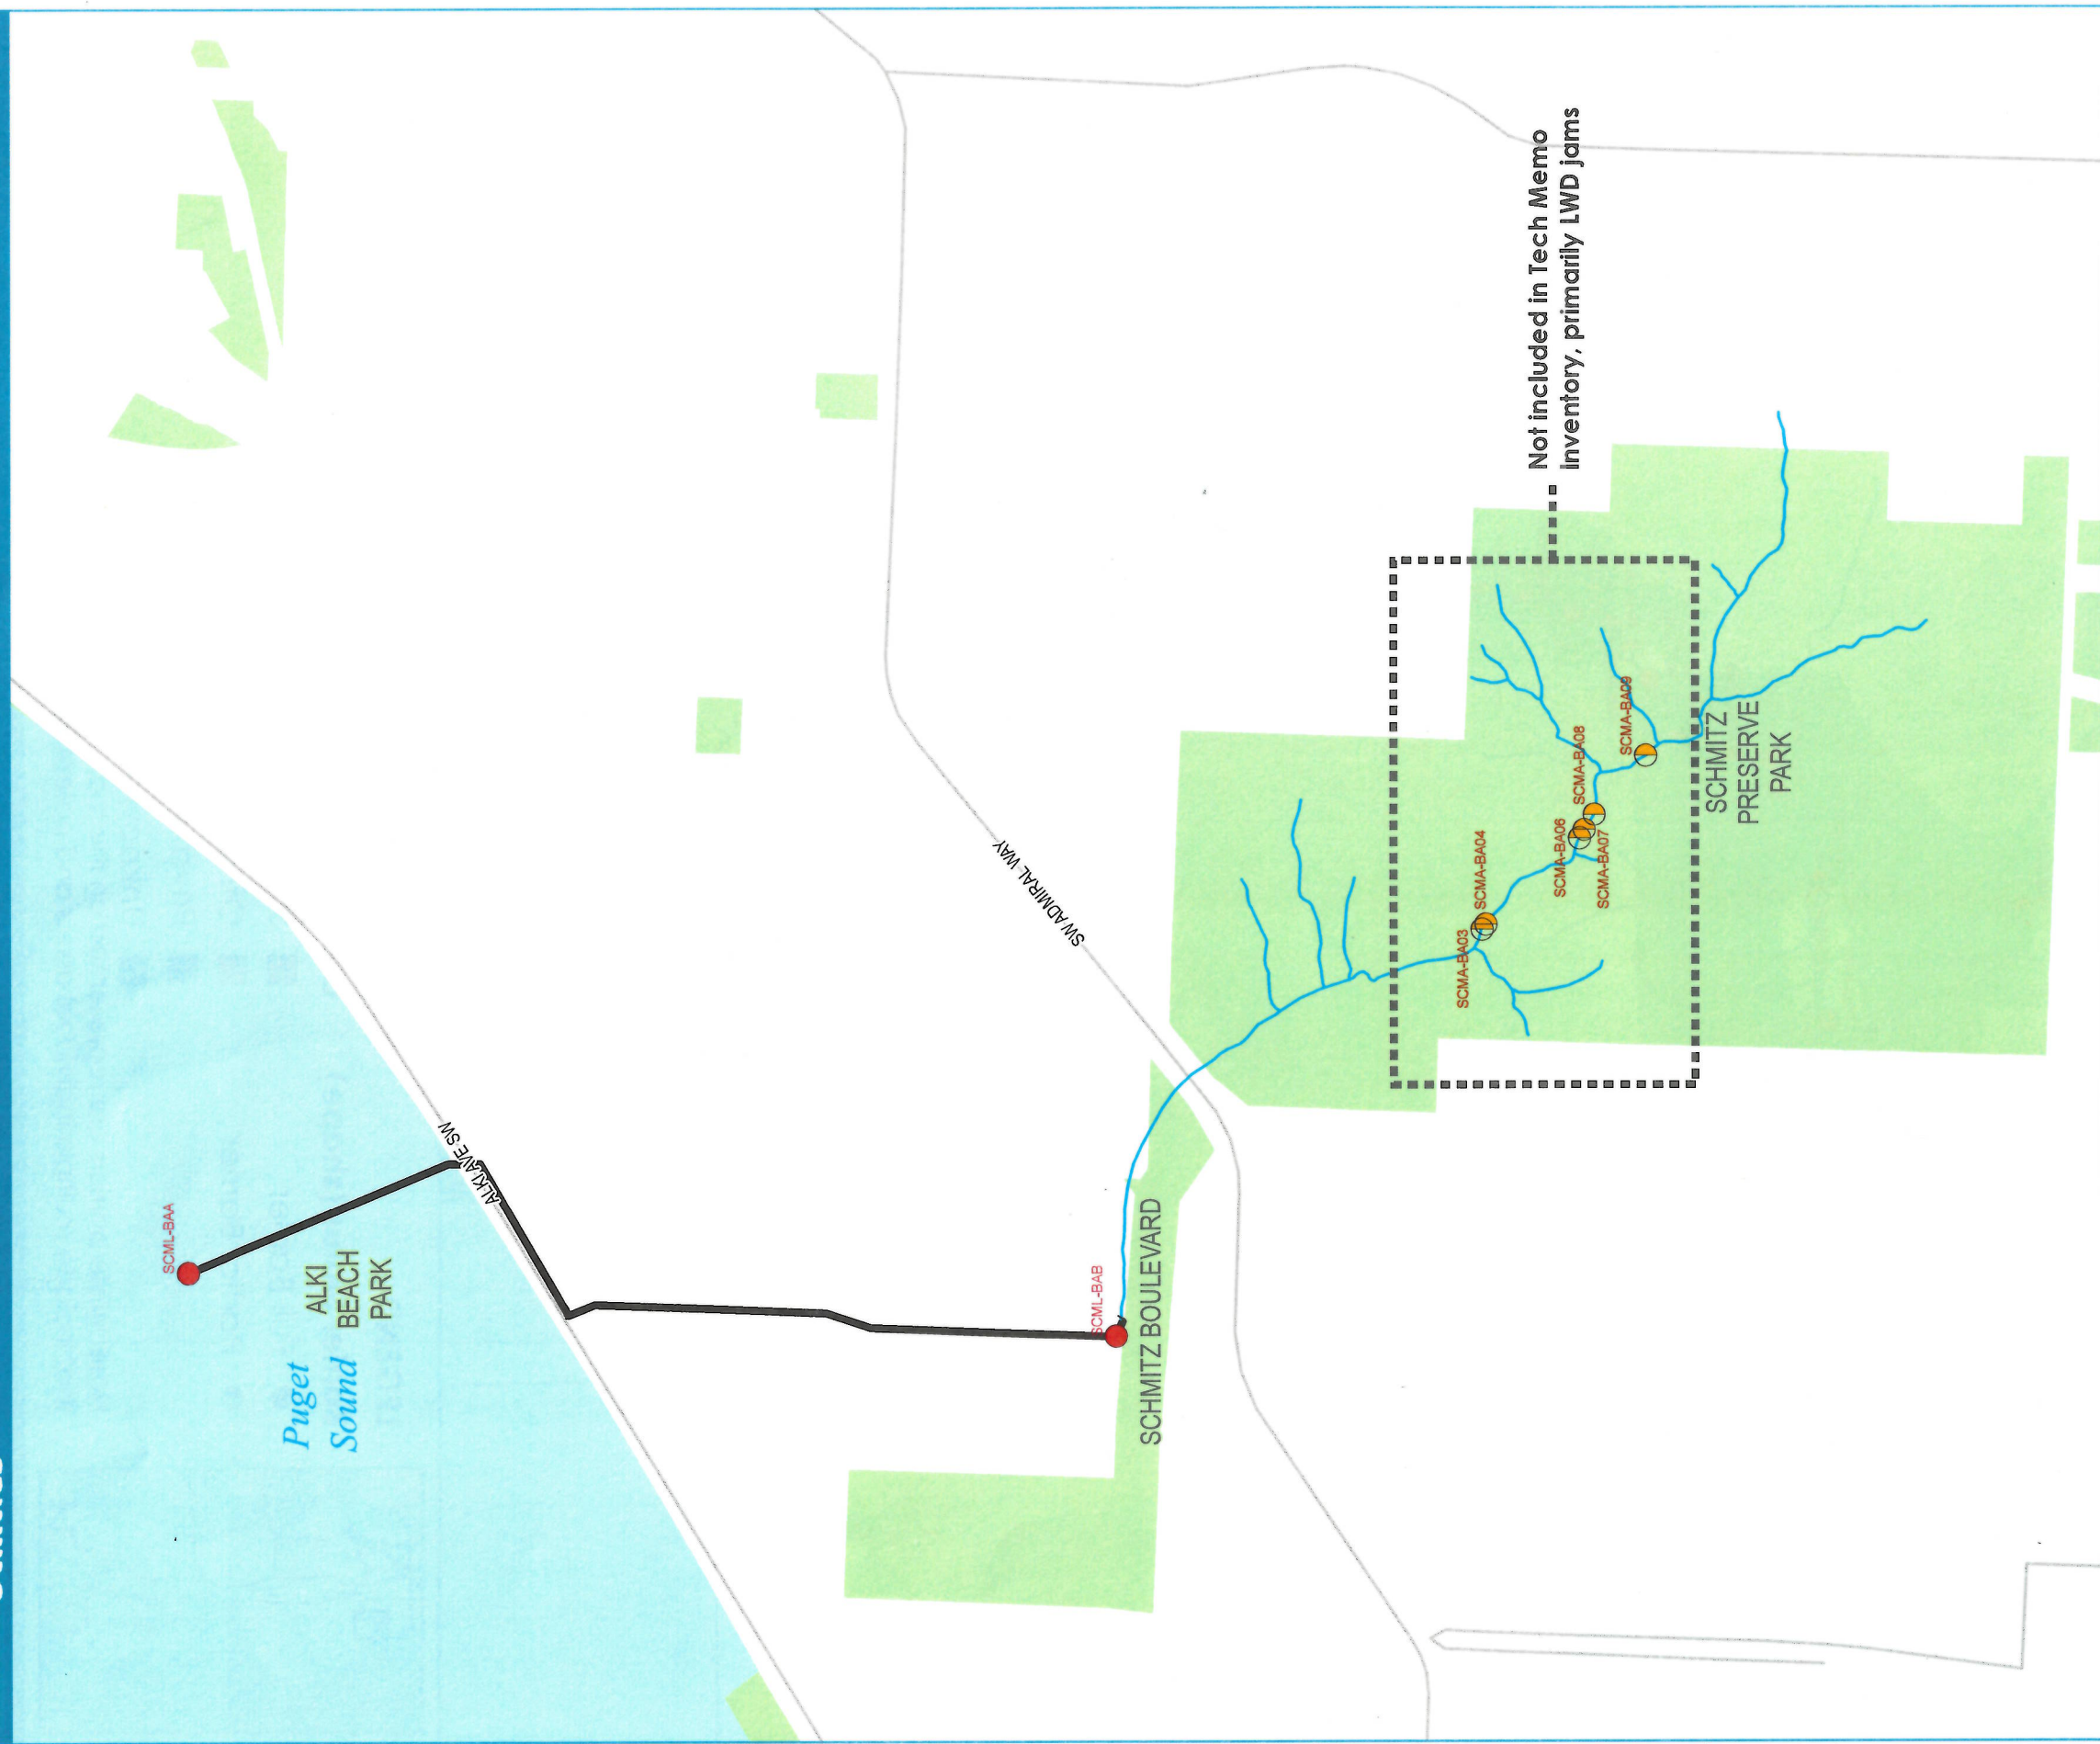 SCML-BAA
ALKI
BEACH
PARK
Puget
Sound
ALKI AVE SW
SW ADMIRAL WAY
SCML-BAB
SCHMITZ BOULEVARD
Not included in Tech Memo
inventory, primarily LWD jams
SCMA-BA03
SCMA-BA04
SCMA-BA06
SCMA-BA07
SCMA-BA08
SCMA-BA09
SCHMITZ
PRESERVE
PARK